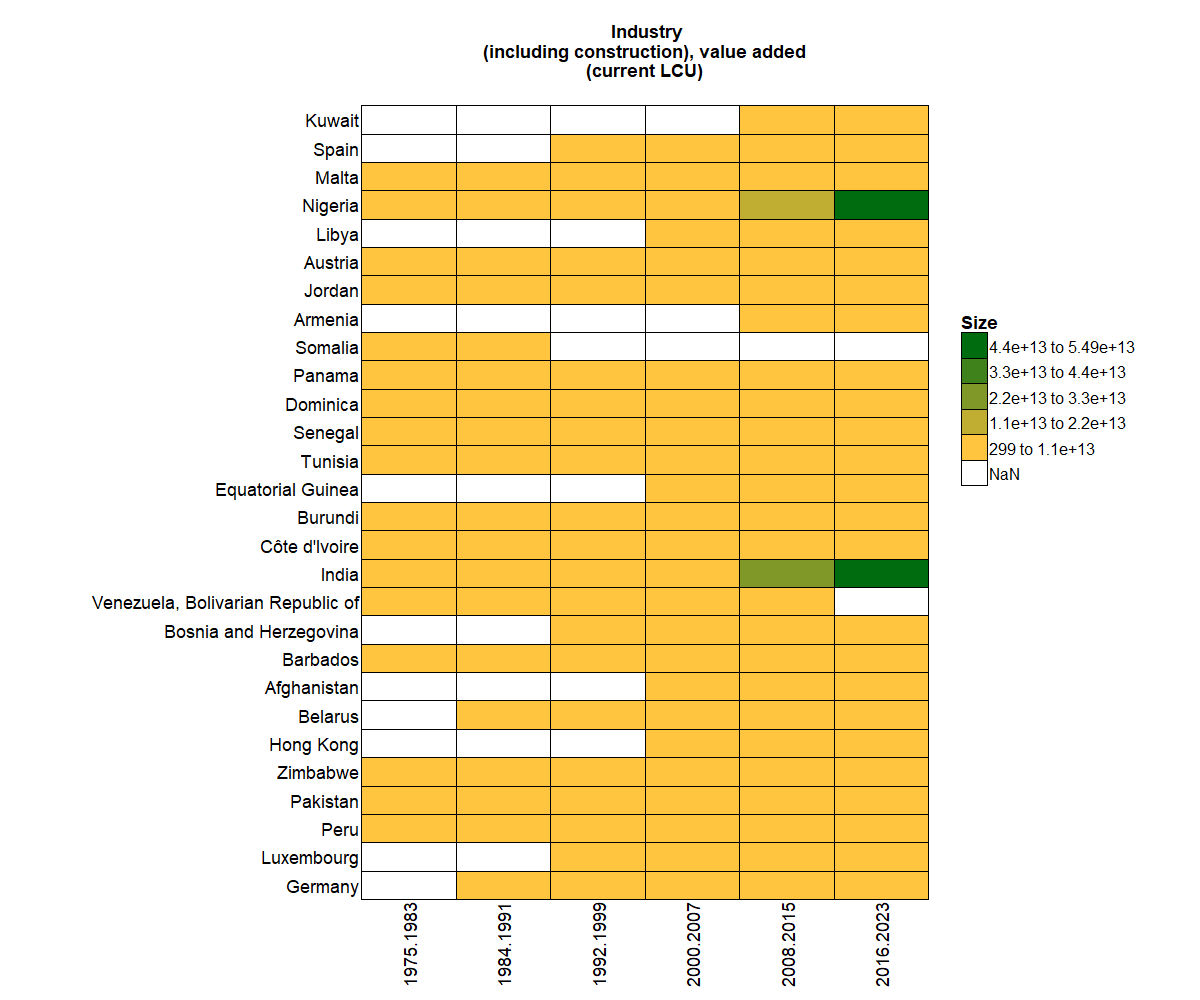 Industry
(including construction), value added
(current LCU)
Kuwait
Spain
Malta
Nigeria
Libya
Austria
Jordan
Armenia
Somalia
Panama
Dominica
Senegal
Tunisia
Equatorial Guinea
Burundi
Côte d'Ivoire
India
Venezuela, Bolivarian Republic of
Bosnia and Herzegovina
Barbados
Afghanistan
Belarus
Hong Kong
Zimbabwe
Pakistan
Peru
Luxembourg
Germany
1975.1983
1984.1991
1992.1999
2000.2007
2008.2015
2016.2023
Size
4.4e+13 to 5.49e+13
3.3e+13 to 4.4e+13
2.2e+13 to 3.3e+13
1.1e+13 to 2.2e+13
299 to 1.1e+13
NaN